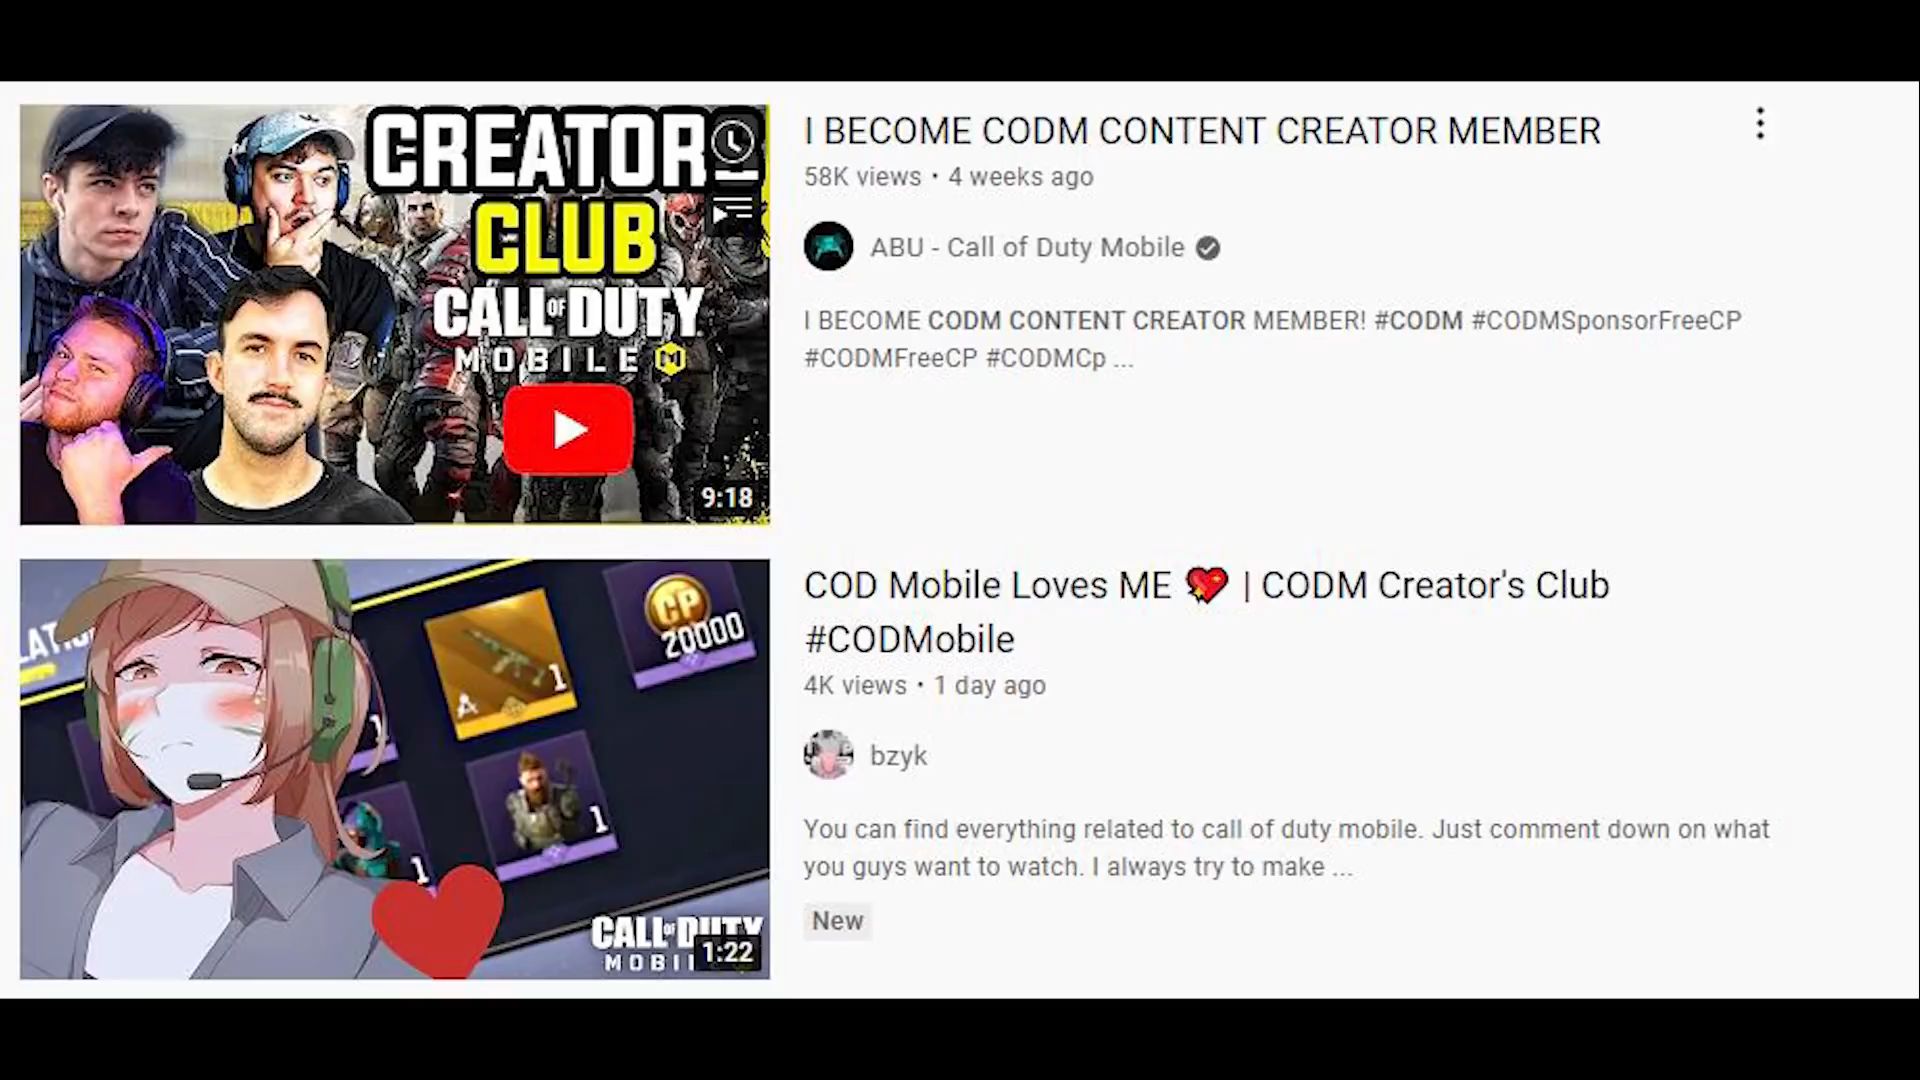 CREATOR
CLUB
CALL OF DUTY
MOBILE
9:18
I BECOME CODM CONTENT CREATOR MEMBER
58K views • 4 weeks ago
ABU - Call of Duty Mobile
I BECOME CODM CONTENT CREATOR MEMBER! #CODM #CODMSponsorFreeCP
#CODMFreeCP #CODMCp ...
CP
20000
A
1
1
1
1
CALL OF DUTY
MOBI
1:22
COD Mobile Loves ME 💖 | CODM Creator's Club
#CODMobile
4K views • 1 day ago
bzyk
You can find everything related to call of duty mobile. Just comment down on what
you guys want to watch. I always try to make ...
New